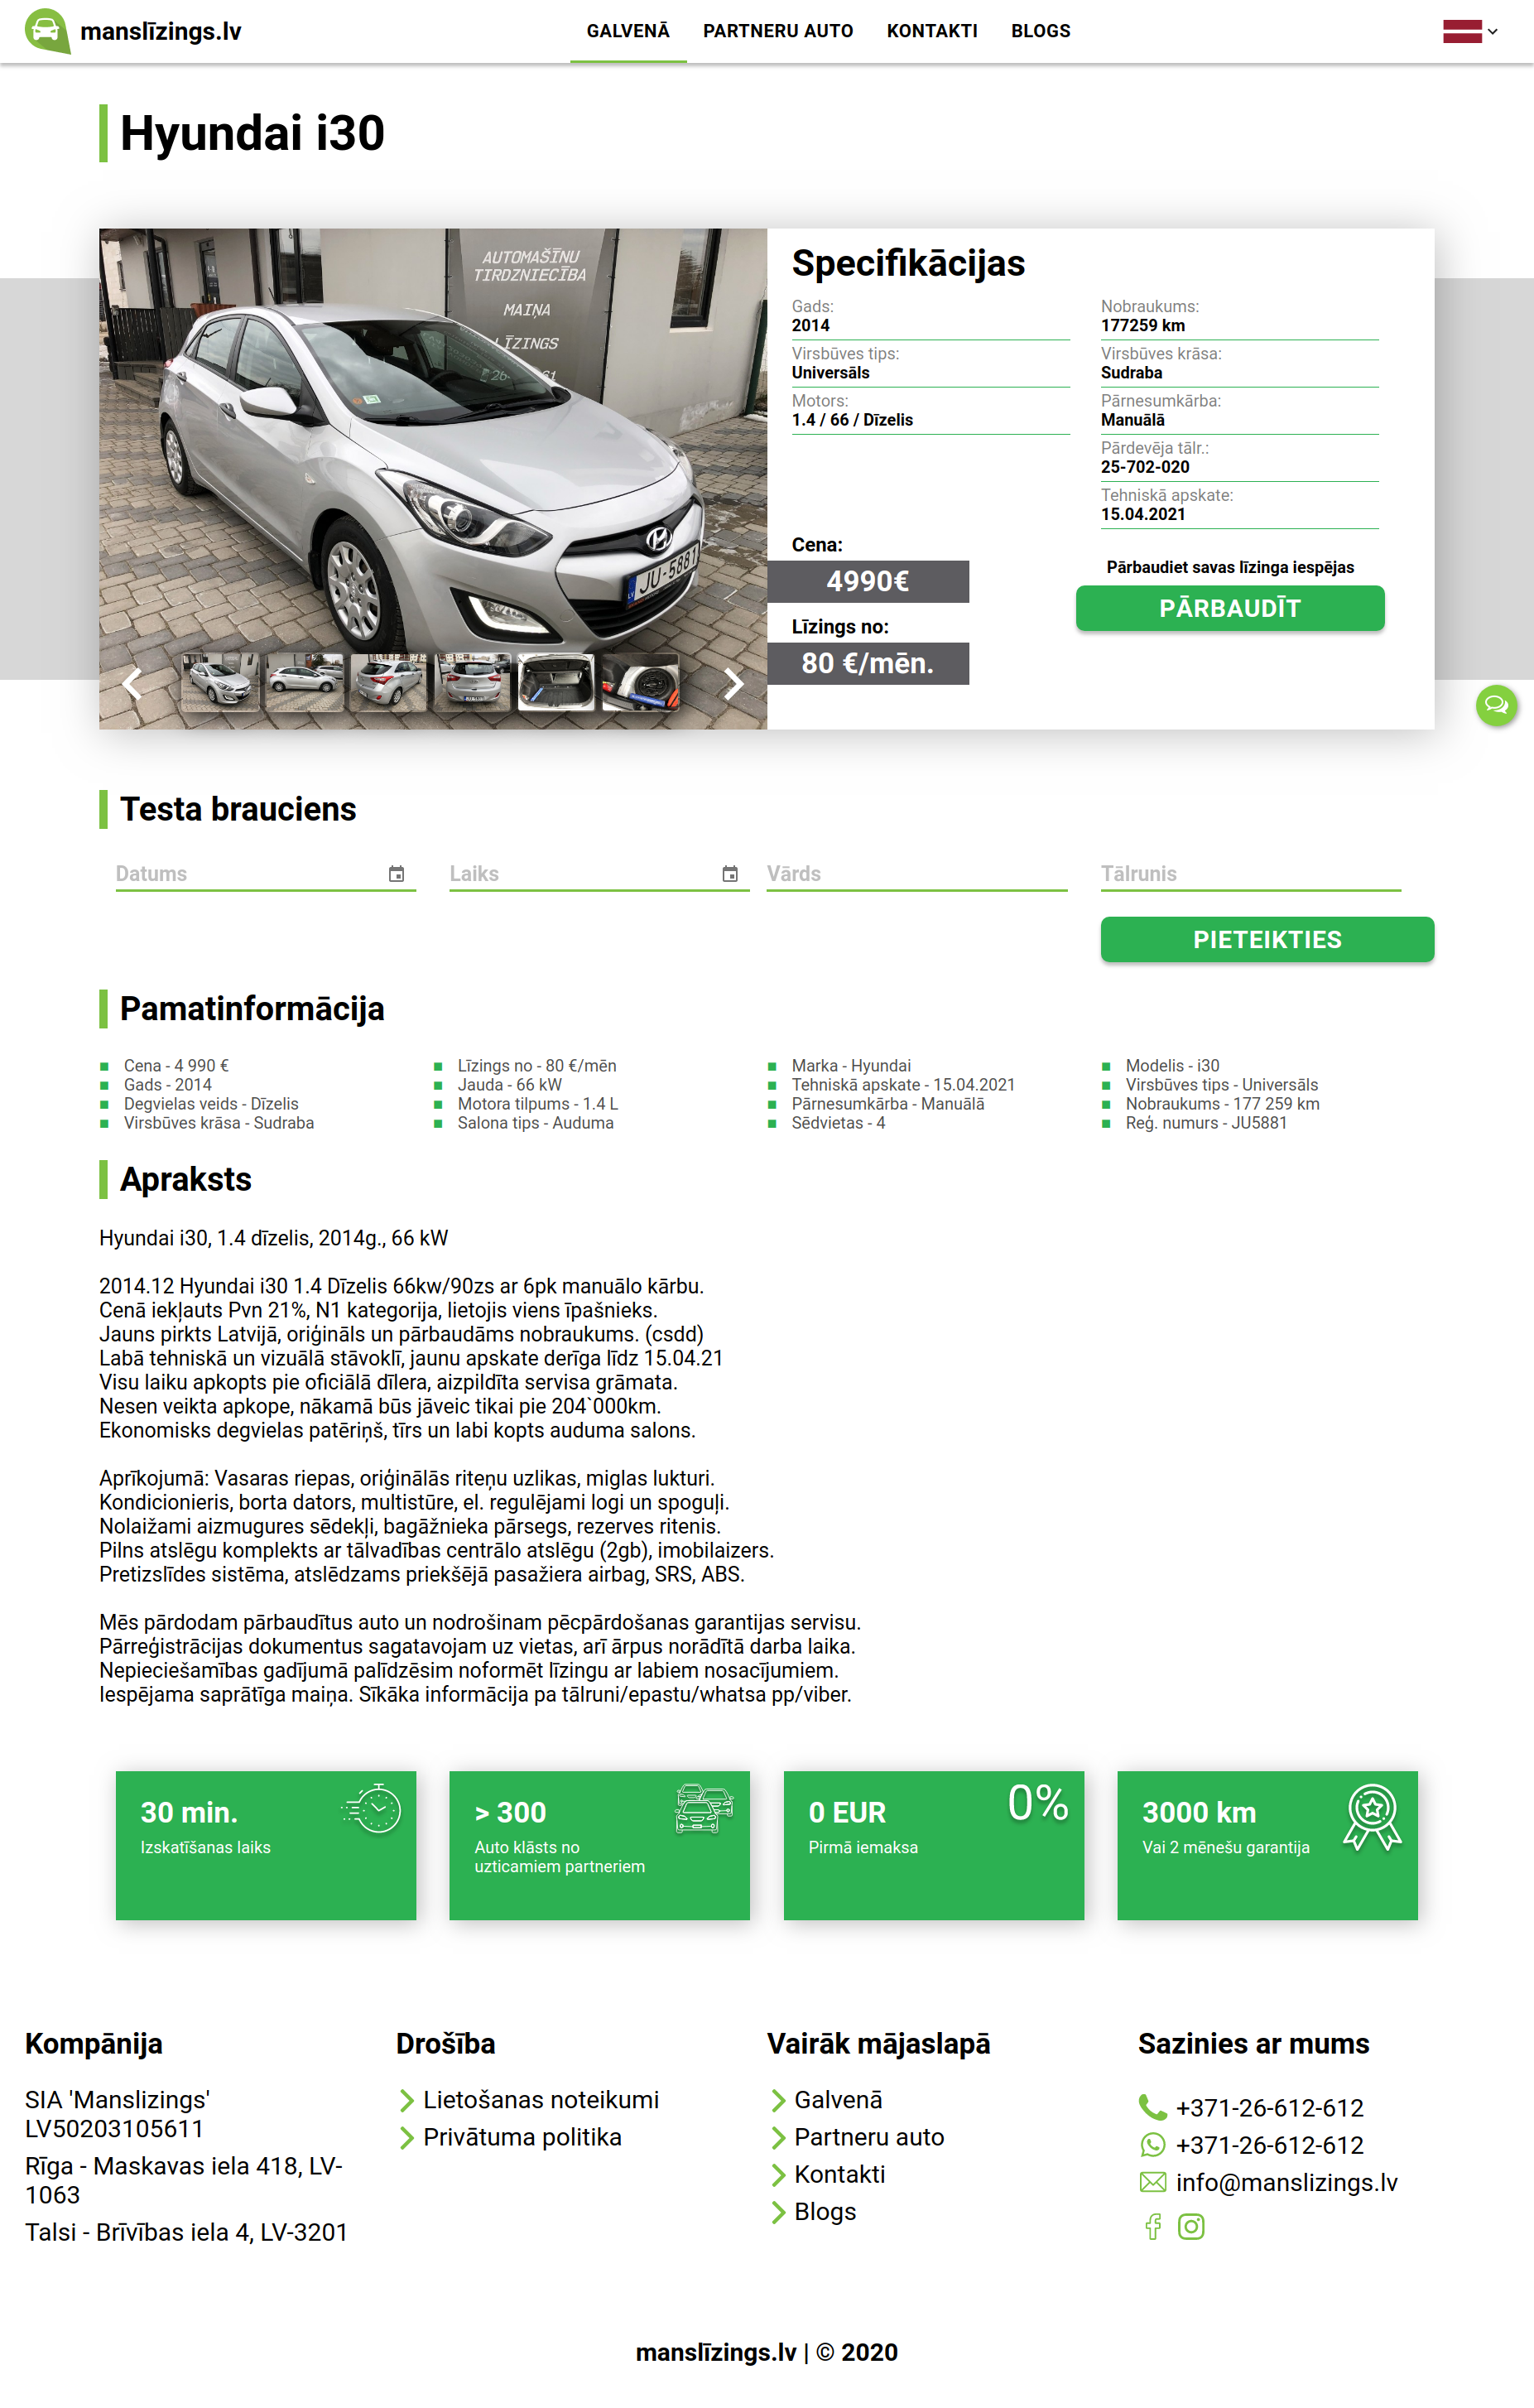 manslīzings.lv
GALVENĀ
PARTNERU AUTO
KONTAKTI
BLOGS
Hyundai i30
AUTOMAŠĪNU
TIRDZNIECĪBA
MAIŅA
LĪZINGS
JU-5881
Specifikācijas
Gads:
2014
Nobraukums:
177259 km
Virsbūves tips:
Universāls
Virsbūves krāsa:
Sudraba
Motors:
1.4 / 66 / Dīzelis
Pārnesumkārba:
Manuālā
Pārdevēja tālr.:
25-702-020
Tehniskā apskate:
15.04.2021
Cena:
4990€
Līzings no:
80 €/mēn.
Pārbaudiet savas līzinga iespējas
PĀRBAUDĪT
Testa brauciens
Datums
Laiks
Vārds
Tālrunis
PIETEIKTIES
Pamatinformācija
Cena - 4 990 €
Līzings no - 80 €/mēn
Marka - Hyundai
Modelis - i30
Gads - 2014
Jauda - 66 kW
Tehniskā apskate - 15.04.2021
Virsbūves tips - Universāls
Degvielas veids - Dīzelis
Motora tilpums - 1.4 L
Pārnesumkārba - Manuālā
Nobraukums - 177 259 km
Virsbūves krāsa - Sudraba
Salona tips - Auduma
Sēdvietas - 4
Reģ. numurs - JU5881
Apraksts
Hyundai i30, 1.4 dīzelis, 2014g., 66 kW
2014.12 Hyundai i30 1.4 Dīzelis 66kw/90zs ar 6pk manuālo kārbu.
Cenā iekļauts Pvn 21%, N1 kategorija, lietojis viens īpašnieks.
Jauns pirkts Latvijā, oriģināls un pārbaudāms nobraukums. (csdd)
Labā tehniskā un vizuālā stāvoklī, jaunu apskate derīga līdz 15.04.21
Visu laiku apkopts pie oficiālā dīlera, aizpildīta servisa grāmata.
Nesen veikta apkope, nākamā būs jāveic tikai pie 204`000km.
Ekonomisks degvielas patēriņš, tīrs un labi kopts auduma salons.
Aprīkojumā: Vasaras riepas, oriģinālās riteņu uzlikas, miglas lukturi.
Kondicionieris, borta dators, multistūre, el. regulējami logi un spoguļi.
Nolaižami aizmugures sēdekļi, bagāžnieka pārsegs, rezerves ritenis.
Pilns atslēgu komplekts ar tālvadības centrālo atslēgu (2gb), imobilaizers.
Pretizslīdes sistēma, atslēdzams priekšējā pasažiera airbag, SRS, ABS.
Mēs pārdodam pārbaudītus auto un nodrošinam pēcpārdošanas garantijas servisu.
Pārreģistrācijas dokumentus sagatavojam uz vietas, arī ārpus norādītā darba laika.
Nepieciešamības gadījumā palīdzēsim noformēt līzingu ar labiem nosacījumiem.
Iespējama saprātīga maiņa. Sīkāka informācija pa tālruni/epastu/whatsa pp/viber.
30 min.
Izskatīšanas laiks
> 300
Auto klāsts no
uzticamiem partneriem
0 EUR
Pirmā iemaksa
0%
3000 km
Vai 2 mēnešu garantija
Kompānija
SIA 'Manslizings'
LV50203105611
Rīga - Maskavas iela 418, LV-
1063
Talsi - Brīvības iela 4, LV-3201
Drošība
Lietošanas noteikumi
Privātuma politika
Vairāk mājaslapā
Galvenā
Partneru auto
Kontakti
Blogs
Sazinies ar mums
+371-26-612-612
+371-26-612-612
info@manslizings.lv
manslīzings.lv | © 2020